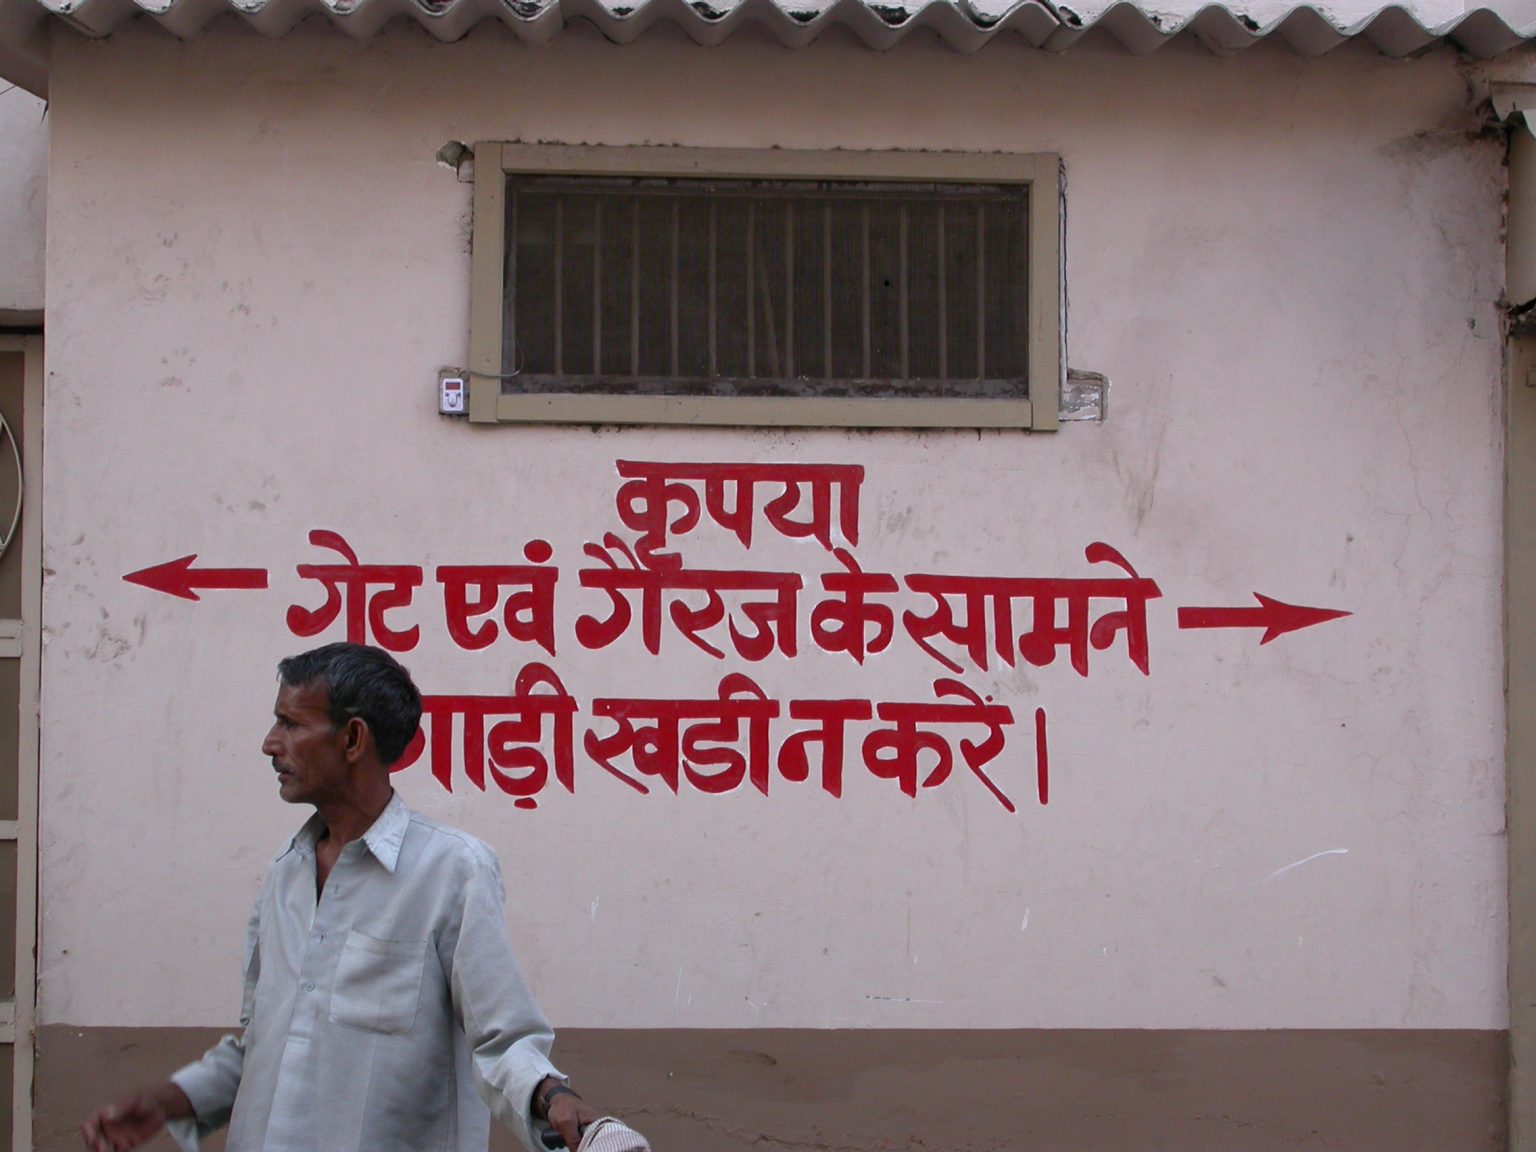 कृपया
गेट एवं गैरज के सामने
गाड़ी खडी न करें।